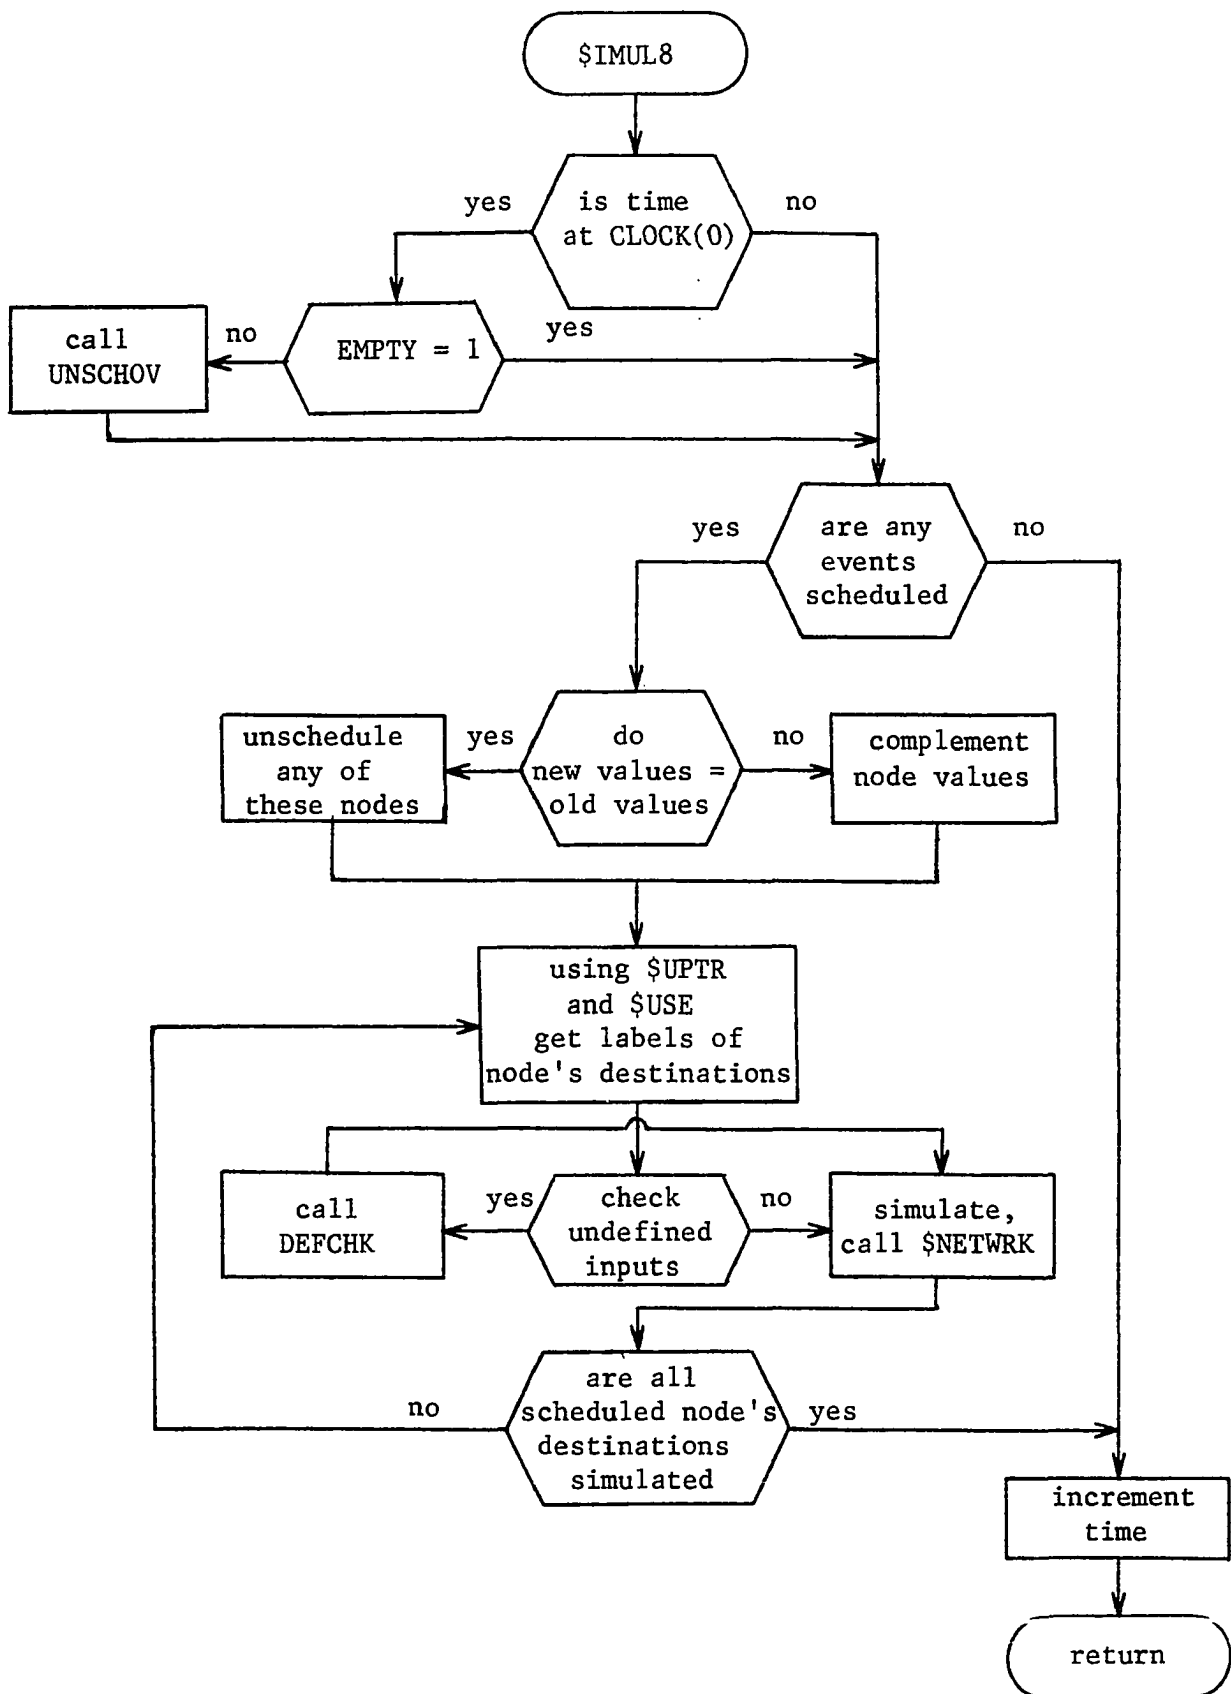 $IMUL8
yes
is time
at CLOCK(0)
no
call
UNSCHOV
no
EMPTY = 1
yes
yes
are any
events
scheduled
no
unschedule
any of
these nodes
yes
do
new values =
old values
no
complement
node values
using $UPTR
and $USE
get labels of
node's destinations
call
DEFCHK
yes
check
undefined
inputs
no
simulate,
call $NETWRK
no
are all
scheduled node's
destinations
simulated
yes
increment
time
return